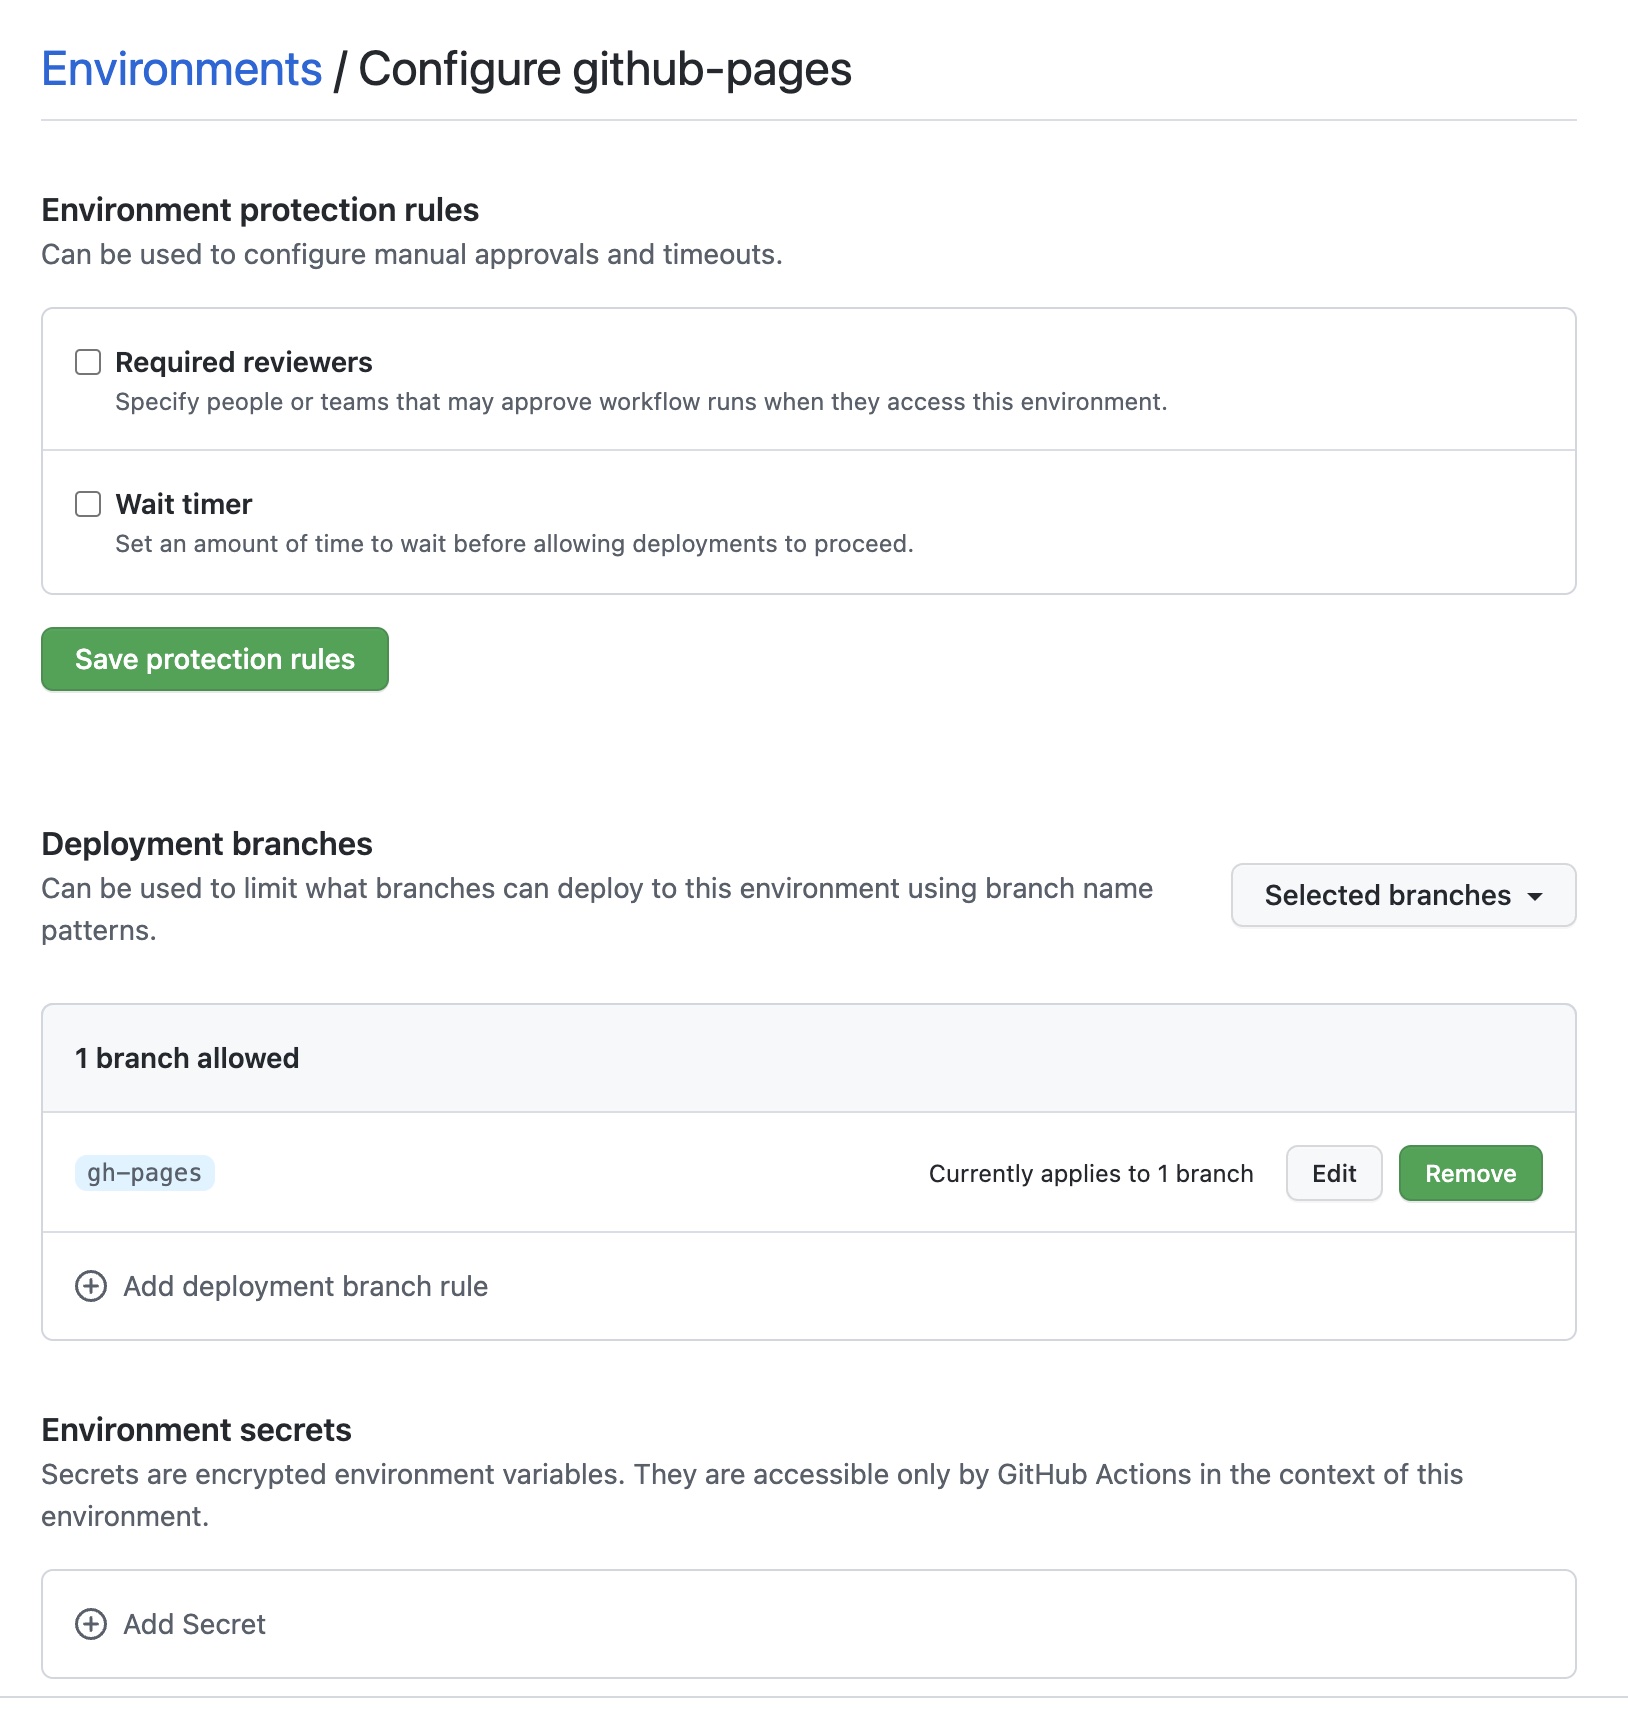 Environments / Configure github-pages
Environment protection rules
Can be used to configure manual approvals and timeouts.
Required reviewers
Specify people or teams that may approve workflow runs when they access this environment.
Wait timer
Set an amount of time to wait before allowing deployments to proceed.
Save protection rules
Deployment branches
Can be used to limit what branches can deploy to this environment using branch name
patterns.
Selected branches
1 branch allowed
gh-pages
Currently applies to 1 branch
Edit
Remove
Add deployment branch rule
Environment secrets
Secrets are encrypted environment variables. They are accessible only by GitHub Actions in the context of this
environment.
Add Secret